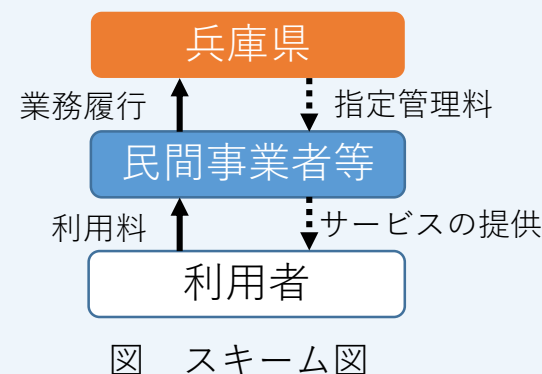 兵庫県
業務履行
指定管理料
民間事業者等
利用料
サービスの提供
利用者
図 スキーム図